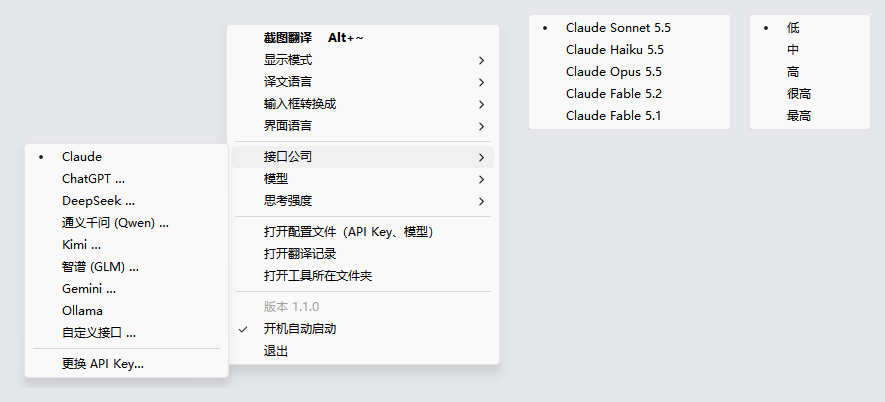 截图翻译 Alt+~
显示模式
译文语言
输入框转换成
界面语言
接口公司
模型
思考强度
打开配置文件（API Key、模型）
打开翻译记录
打开工具所在文件夹
版本 1.1.0
开机自动启动
退出
Claude
ChatGPT ...
DeepSeek ...
通义千问 (Qwen) ...
Kimi ...
智谱 (GLM) ...
Gemini ...
Ollama
自定义接口 ...
更换 API Key...
Claude Sonnet 5.5
Claude Haiku 5.5
Claude Opus 5.5
Claude Fable 5.2
Claude Fable 5.1
低
中
高
很高
最高